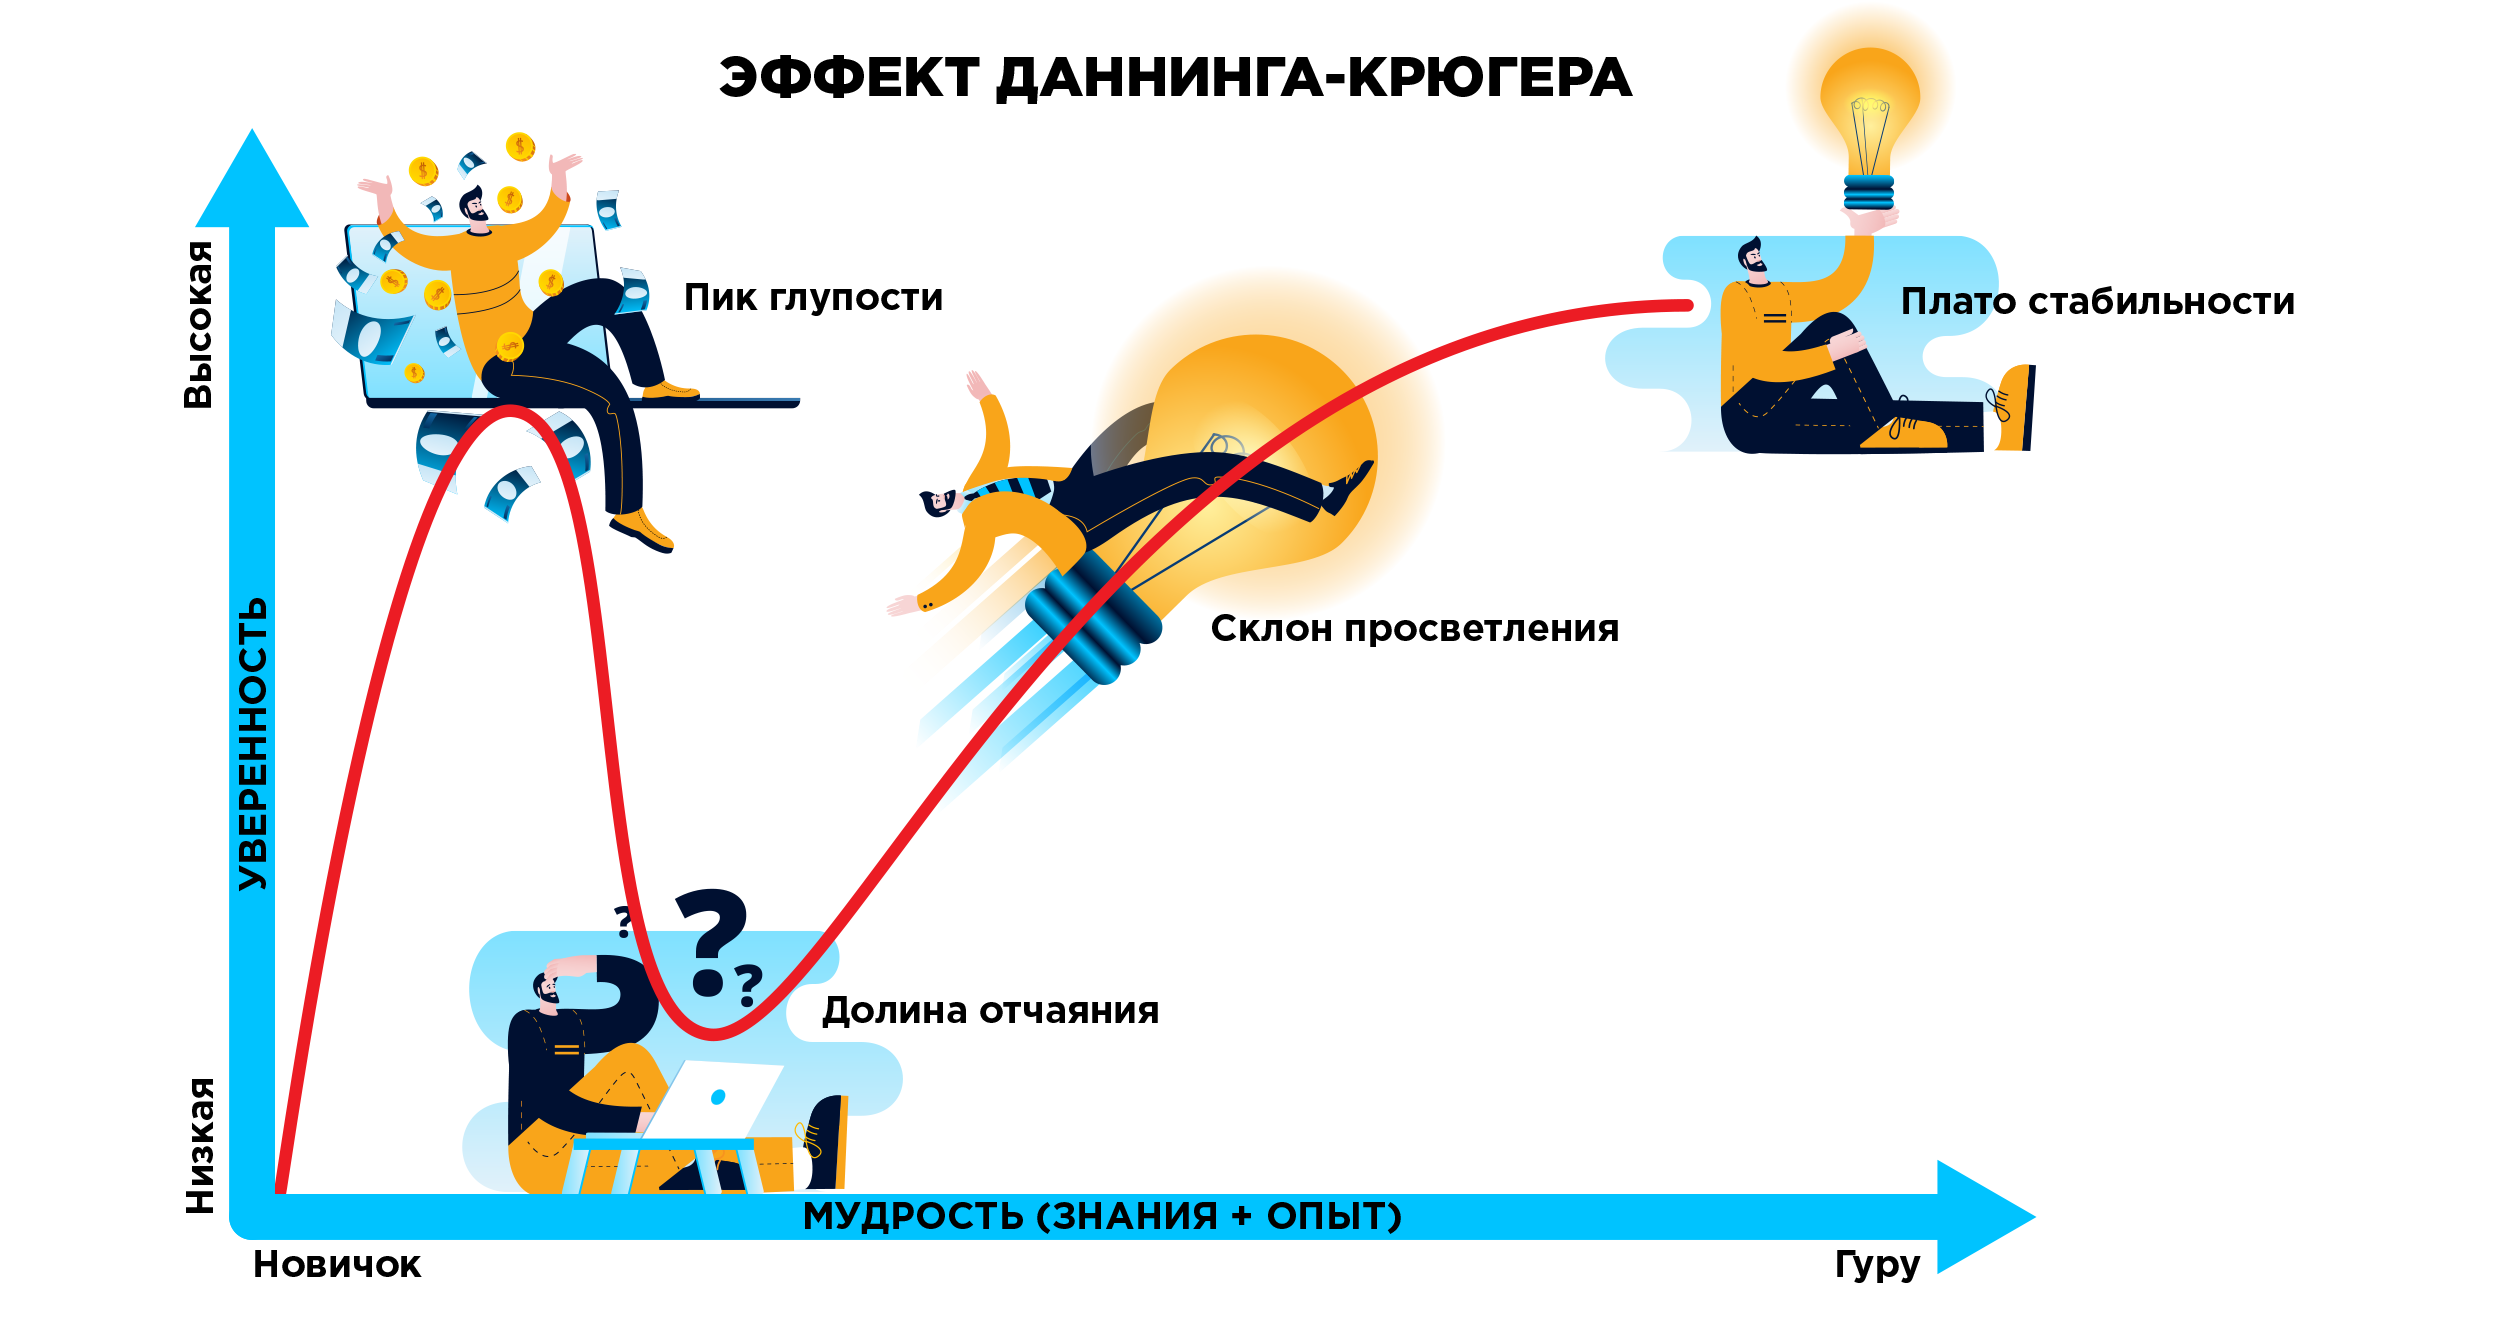 ЭФФЕКТ ДАННИНГА-КРЮГЕРА
Высокая
Пик глупости
Плато стабильности
УВЕРЕННОСТЬ
Склон просветления
? ? ?
Долина отчаяния
Низкая
МУДРОСТЬ (ЗНАНИЯ + ОПЫТ)
Новичок
Гуру